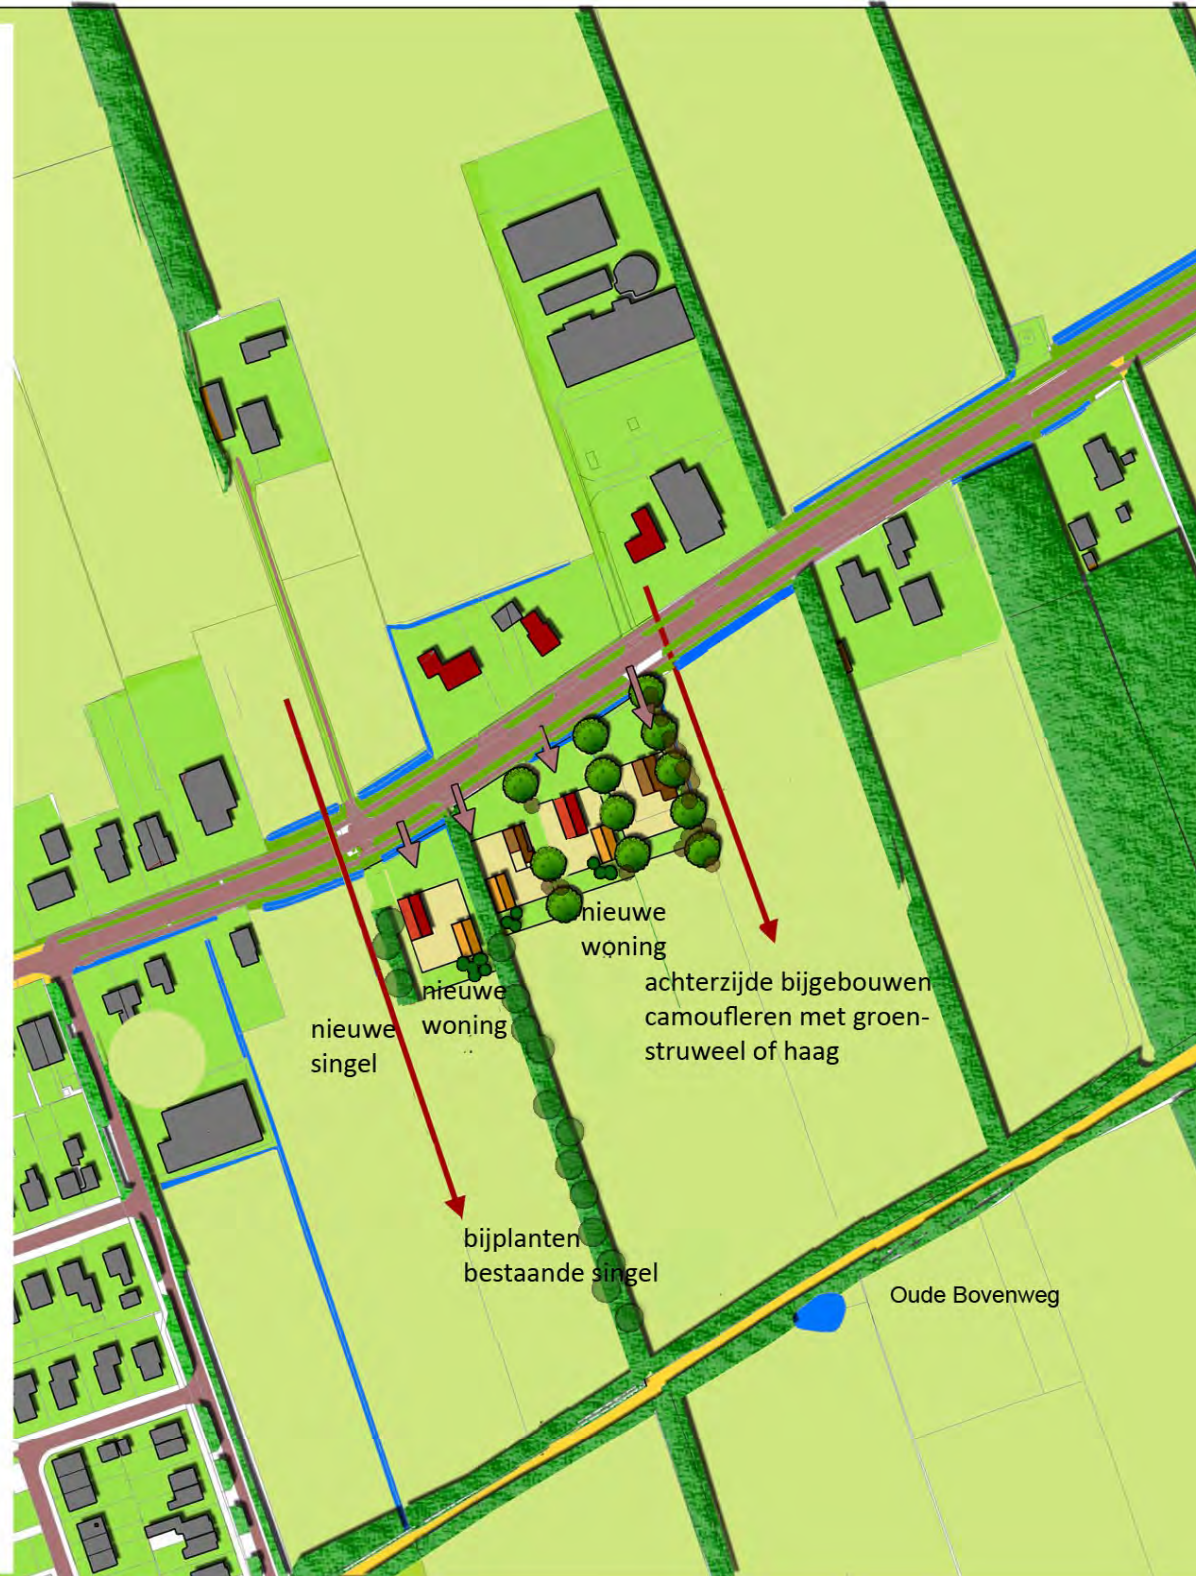 nieuwe
woning
achterzijde bijgebouwen
camoufleren met groen-
struweel of haag
nieuwe
woning
nieuwe
singel
bijplanten
bestaande singel
Oude Bovenweg